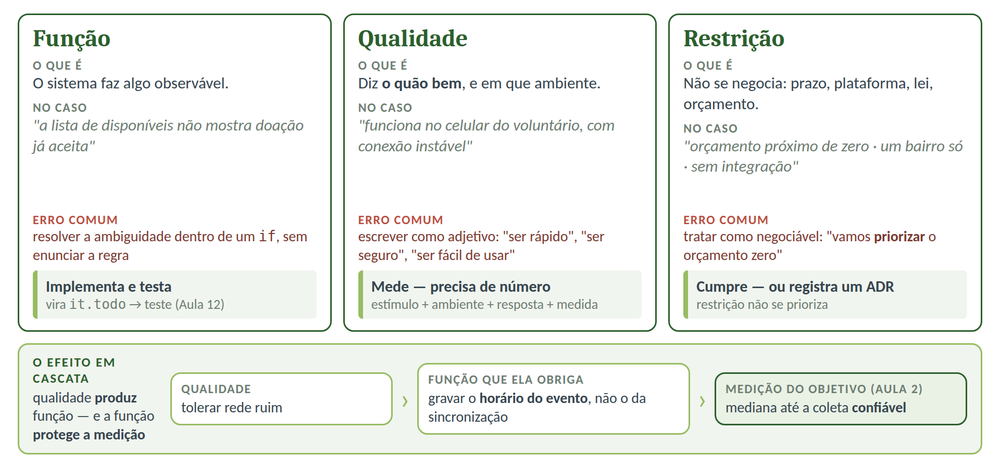 Função
O QUE É
O sistema faz algo observável.
NO CASO
"a lista de disponíveis não mostra doação
já aceita"
ERRO COMUM
resolver a ambiguidade dentro de um if, sem
enunciar a regra
Implementa e testa
vira it.todo → teste (Aula 12)
Qualidade
O QUE É
Diz o quão bem, e em que ambiente.
NO CASO
"funciona no celular do voluntário, com
conexão instável"
ERRO COMUM
escrever como adjetivo: "ser rápido", "ser
seguro", "ser fácil de usar"
Mede — precisa de número
estímulo + ambiente + resposta + medida
Restrição
O QUE É
Não se negocia: prazo, plataforma, lei,
orçamento.
NO CASO
"orçamento próximo de zero · um bairro só
· sem integração"
ERRO COMUM
tratar como negociável: "vamos priorizar o
orçamento zero"
Cumpre — ou registra um ADR
restrição não se prioriza
O EFEITO EM
CASCATA
qualidade produz
função — e a função
protege a medição
QUALIDADE
tolerar rede ruim
›
FUNÇÃO QUE ELA OBRIGA
gravar o horário do evento, não o da
sincronização
›
MEDIÇÃO DO OBJETIVO (AULA 2)
mediana até a coleta confiável